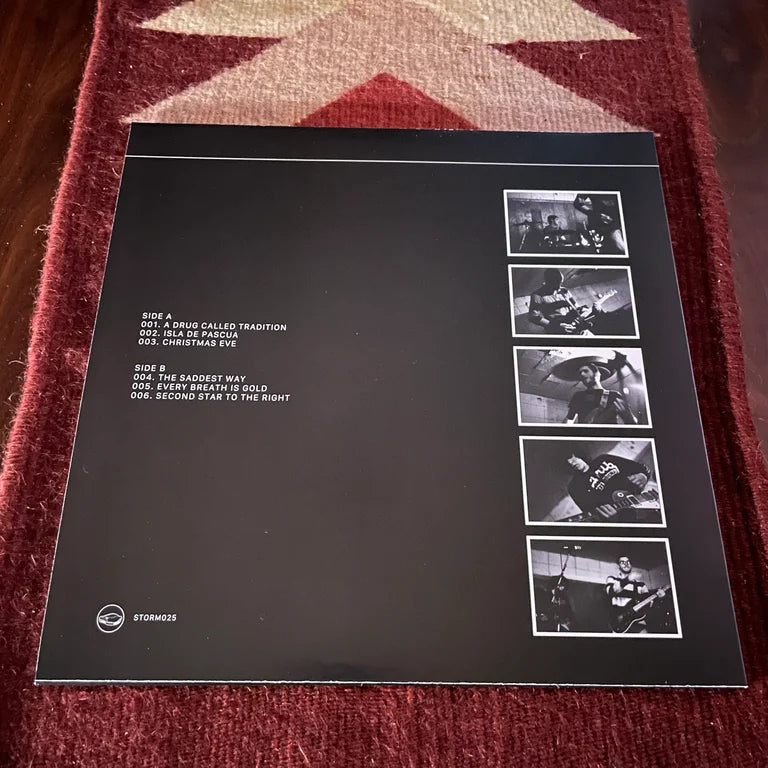 SIDE A
001. A DRUG CALLED TRADITION
002. ISLA DE PASCUA
003. CHRISTMAS EVE
SIDE B
004. THE SADDEST WAY
005. EVERY BREATH IS GOLD
006. SECOND STAR TO THE RIGHT
STORM025